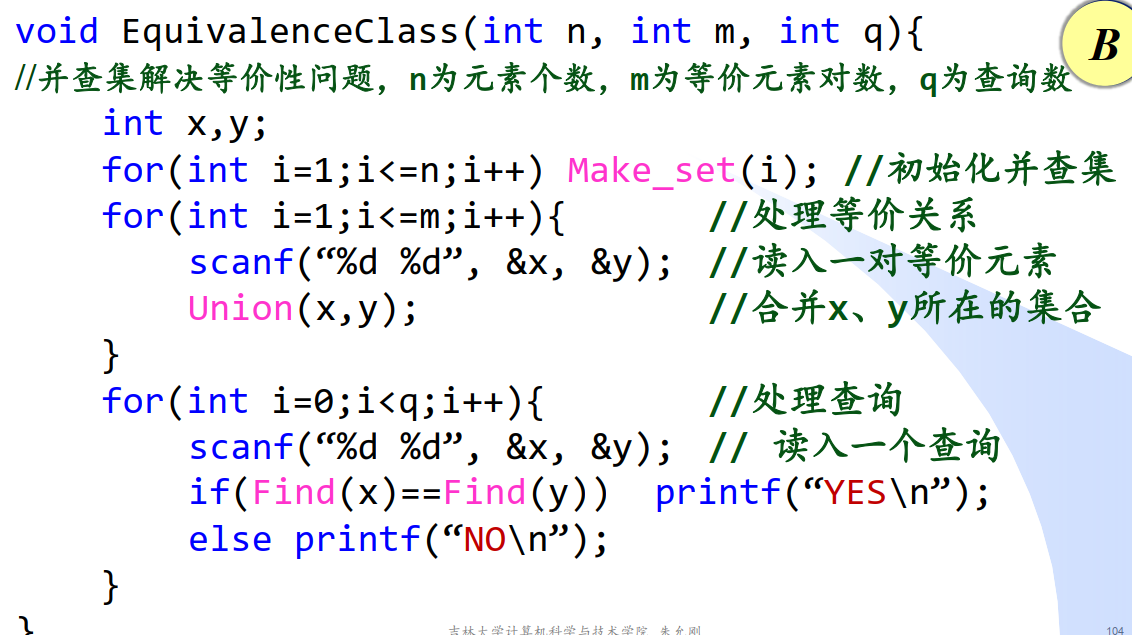 void EquivalenceClass(int n, int m, int q){
B
//并查集解决等价性问题，n为元素个数，m为等价元素对数，q为查询数
int x,y;
for(int i=1;i<=n;i++) Make_set(i); //初始化并查集
for(int i=1;i<=m;i++){ //处理等价关系
scanf(“%d %d”, &x, &y); //读入一对等价元素
Union(x,y); //合并x、y所在的集合
}
for(int i=0;i<q;i++){ //处理查询
scanf(“%d %d”, &x, &y); // 读入一个查询
if(Find(x)==Find(y)) printf(“YES\n”);
else printf(“NO\n”);
}
}
吉林大学计算机科学与技术学院 朱允刚
104